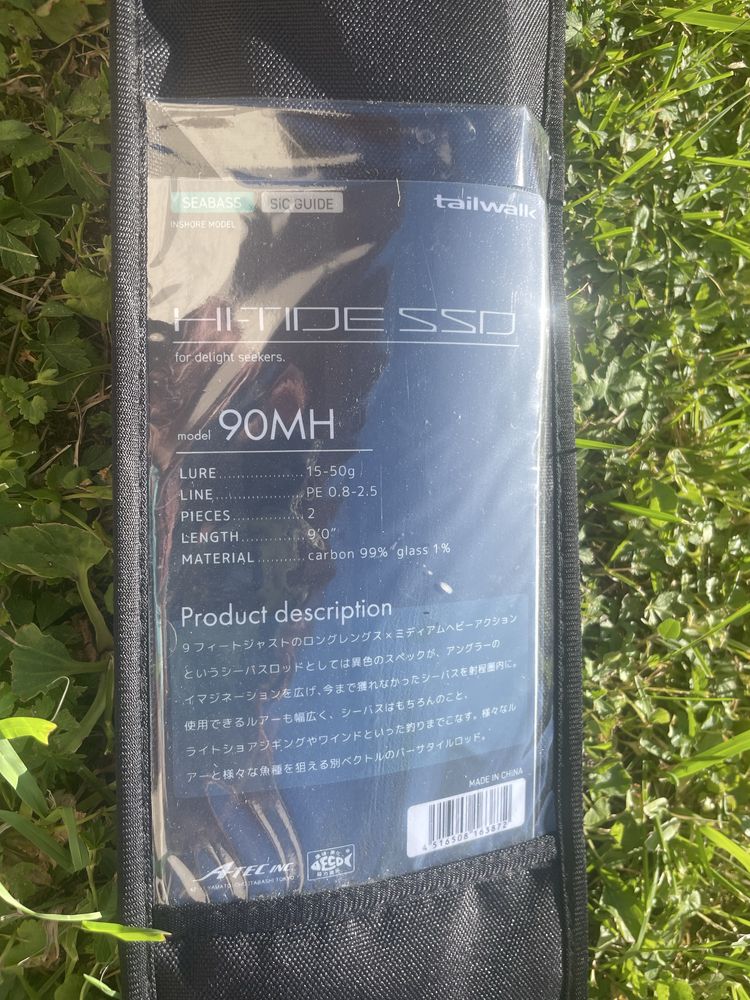 SEABASS SiC GUIDE tailwalk
INSHORE MODEL
HI-TIDE SSD
for delight seekers.
model 90MH
LURE.................. 15-50g
LINE................... PE 0.8-2.5
PIECES................ 2
LENGTH.............. 9'0"
MATERIAL.......... carbon 99% glass 1%
Product description
9フィートジャストのロングレングス×ミディアムヘビーアクション
というシーバスロッドとしては異色のスペックが、アングラーの
イマジネーションを広げ、今まで獲れなかったシーバスを射程圏内に。
使用できるルアーも幅広く、シーバスはもちろんのこと、
ライトショアジギングやワインドといった釣りまでこなす。様々なル
アーと様々な魚種を狙える別ベクトルのバーサタイルロッド。
MADE IN CHINA
4 516508 163872
A-TEC INC.
ECO